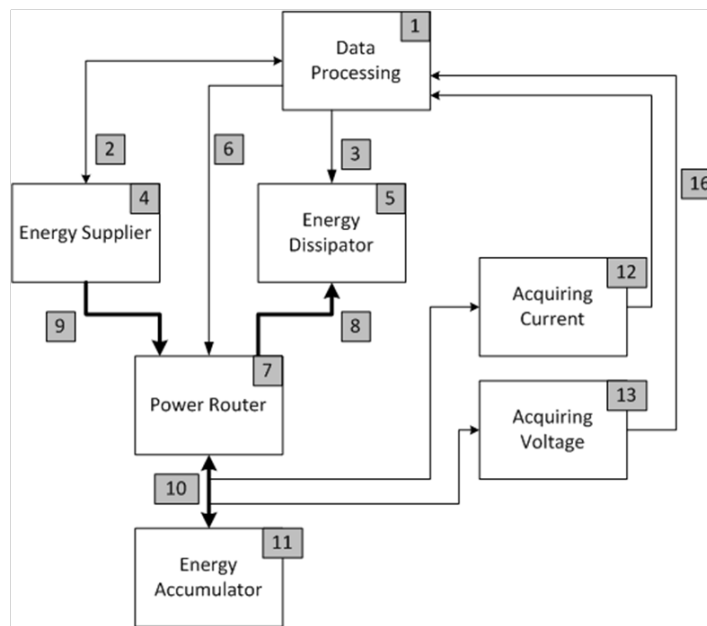 1
Data
Processing
2
6
3
16
4
Energy Supplier
5
Energy
Dissipator
12
Acquiring
Current
9
8
7
Power Router
13
Acquiring
Voltage
10
11
Energy
Accumulator